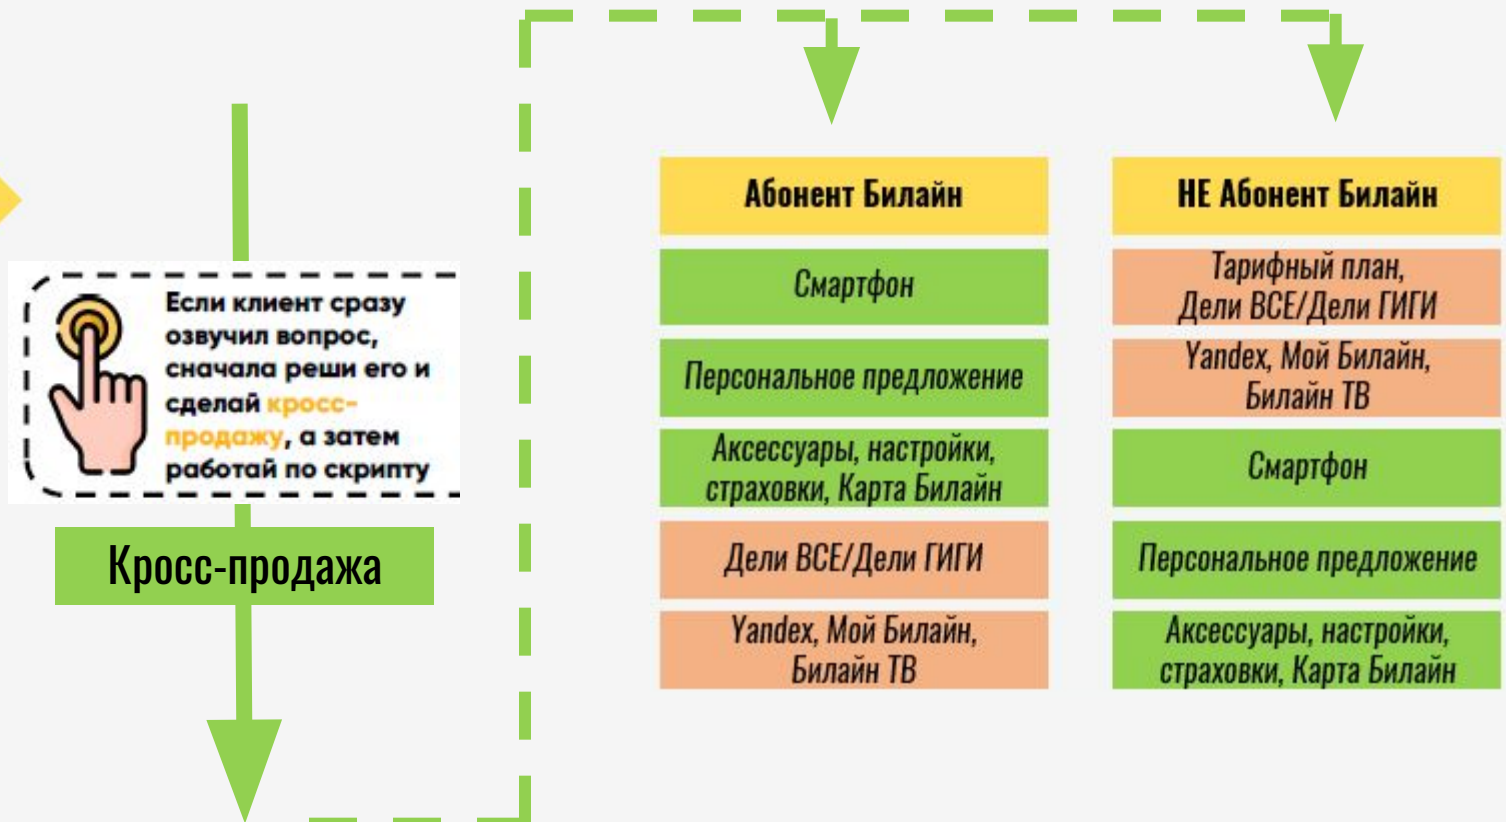 Если клиент сразу
озвучил вопрос,
сначала реши его и
сделай кросс-
продажу, а затем
работай по скрипту
Кросс-продажа
Абонент Билайн
Смартфон
Персональное предложение
Аксессуары, настройки,
страховки, Карта Билайн
Дели ВСЕ/Дели ГИГИ
Yandex, Мой Билайн,
Билайн ТВ
НЕ Абонент Билайн
Тарифный план,
Дели ВСЕ/Дели ГИГИ
Yandex, Мой Билайн,
Билайн ТВ
Смартфон
Персональное предложение
Аксессуары, настройки,
страховки, Карта Билайн